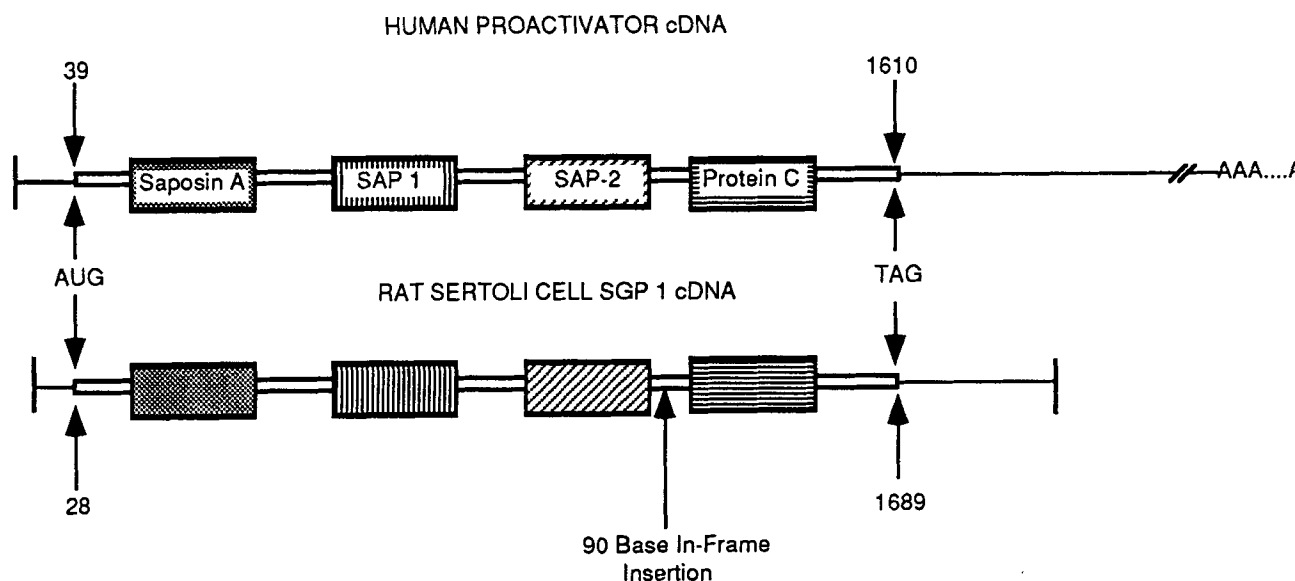 HUMAN PROACTIVATOR cDNA
39
1610
Saposin A
SAP 1
SAP-2
Protein C
AAA....A
AUG
TAG
RAT SERTOLI CELL SGP 1 cDNA
28
1689
90 Base In-Frame
Insertion